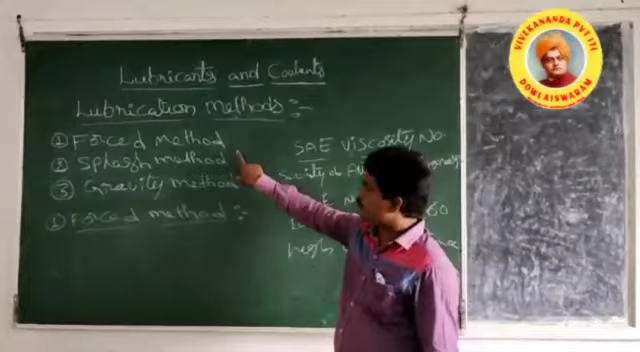 VIVEKANANDA PVT ITI
DOWLAISWARAM
Lubricants and Coolants
Lubrication methods :-
① Forced Method
② Splash method
③ Gravity method
① Forced method :-
SAE Viscosity No.
60